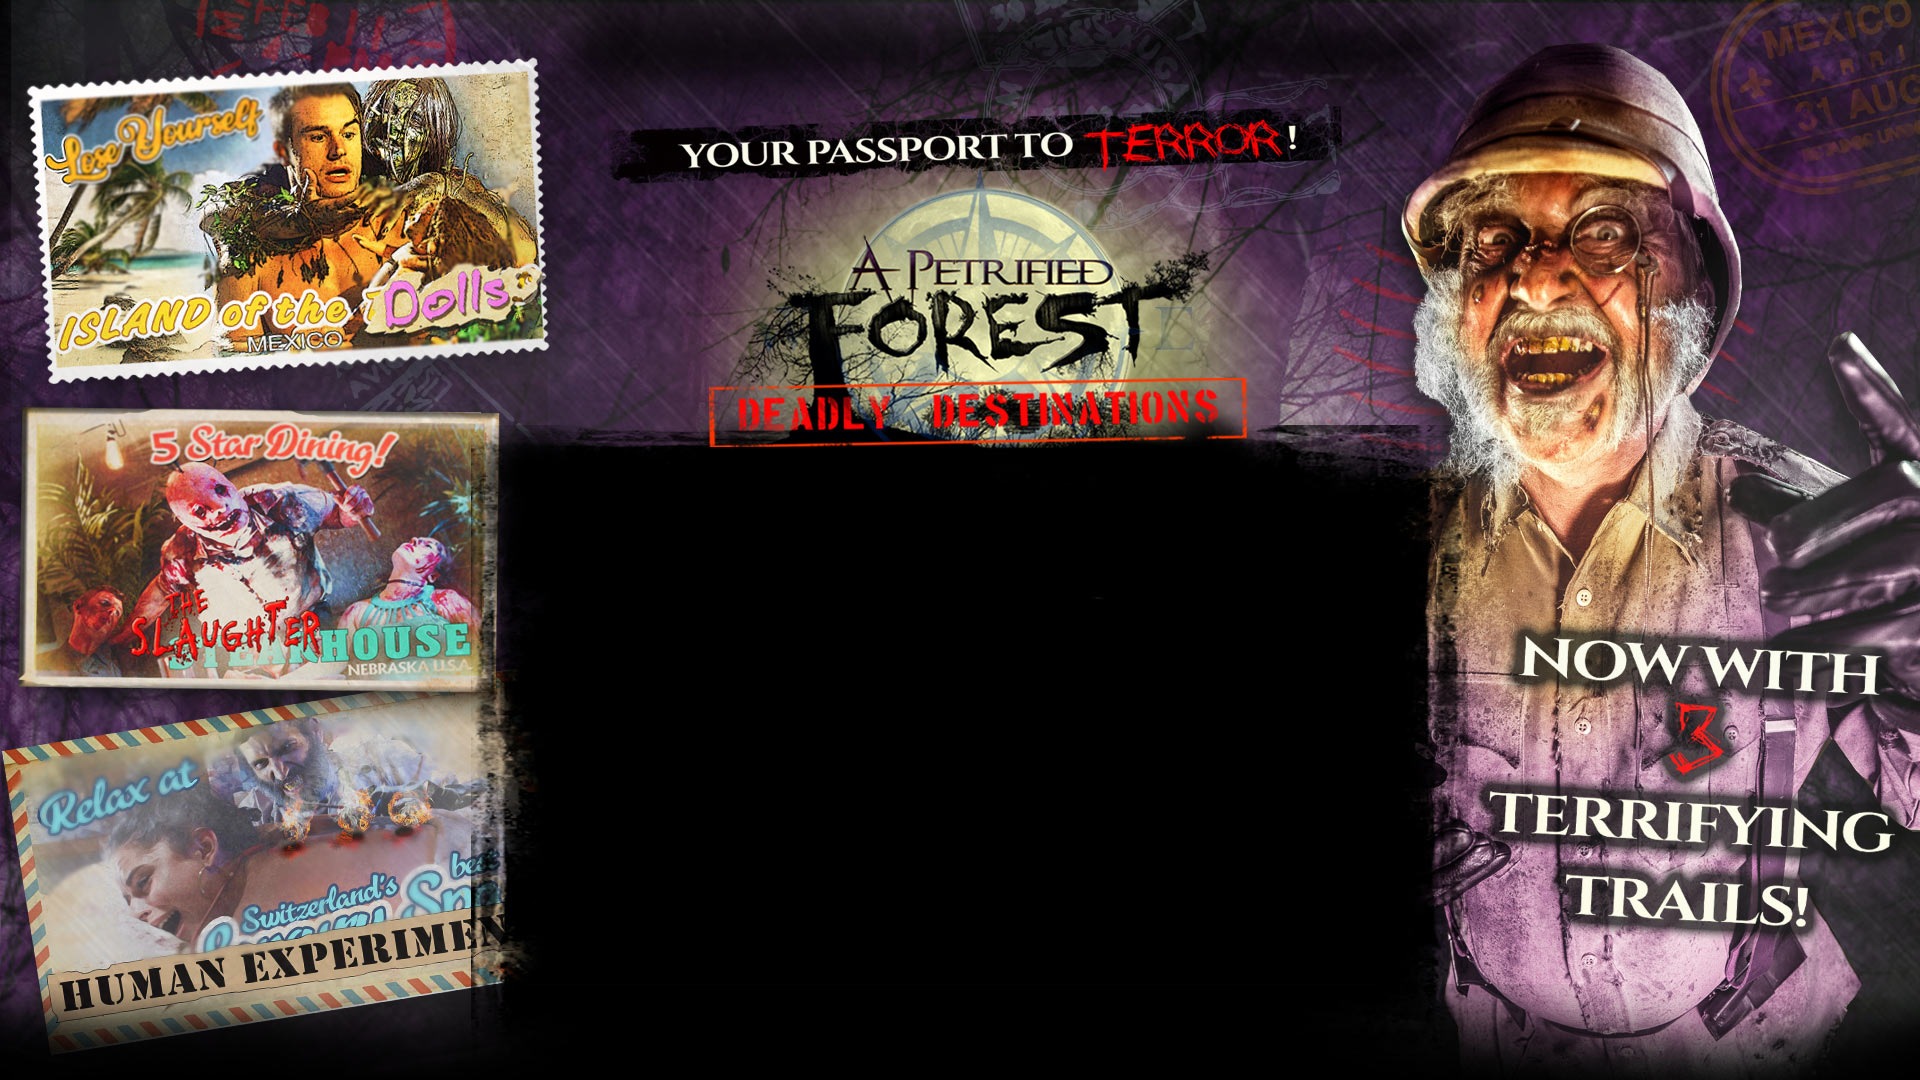 Lose Yourself
ISLAND of the Dolls
MEXICO
5 Star Dining!
THE
SLAUGHTER
HOUSE
NEBRASKA U.S.A.
Relax at
Switzerland's
HUMAN EXPERIMEN
YOUR PASSPORT TO TERROR!
A PETRIFIED
FOREST
DEADLY DESTINATIONS
MEXICO
31 AUG
NOW WITH
3
TERRIFYING
TRAILS!